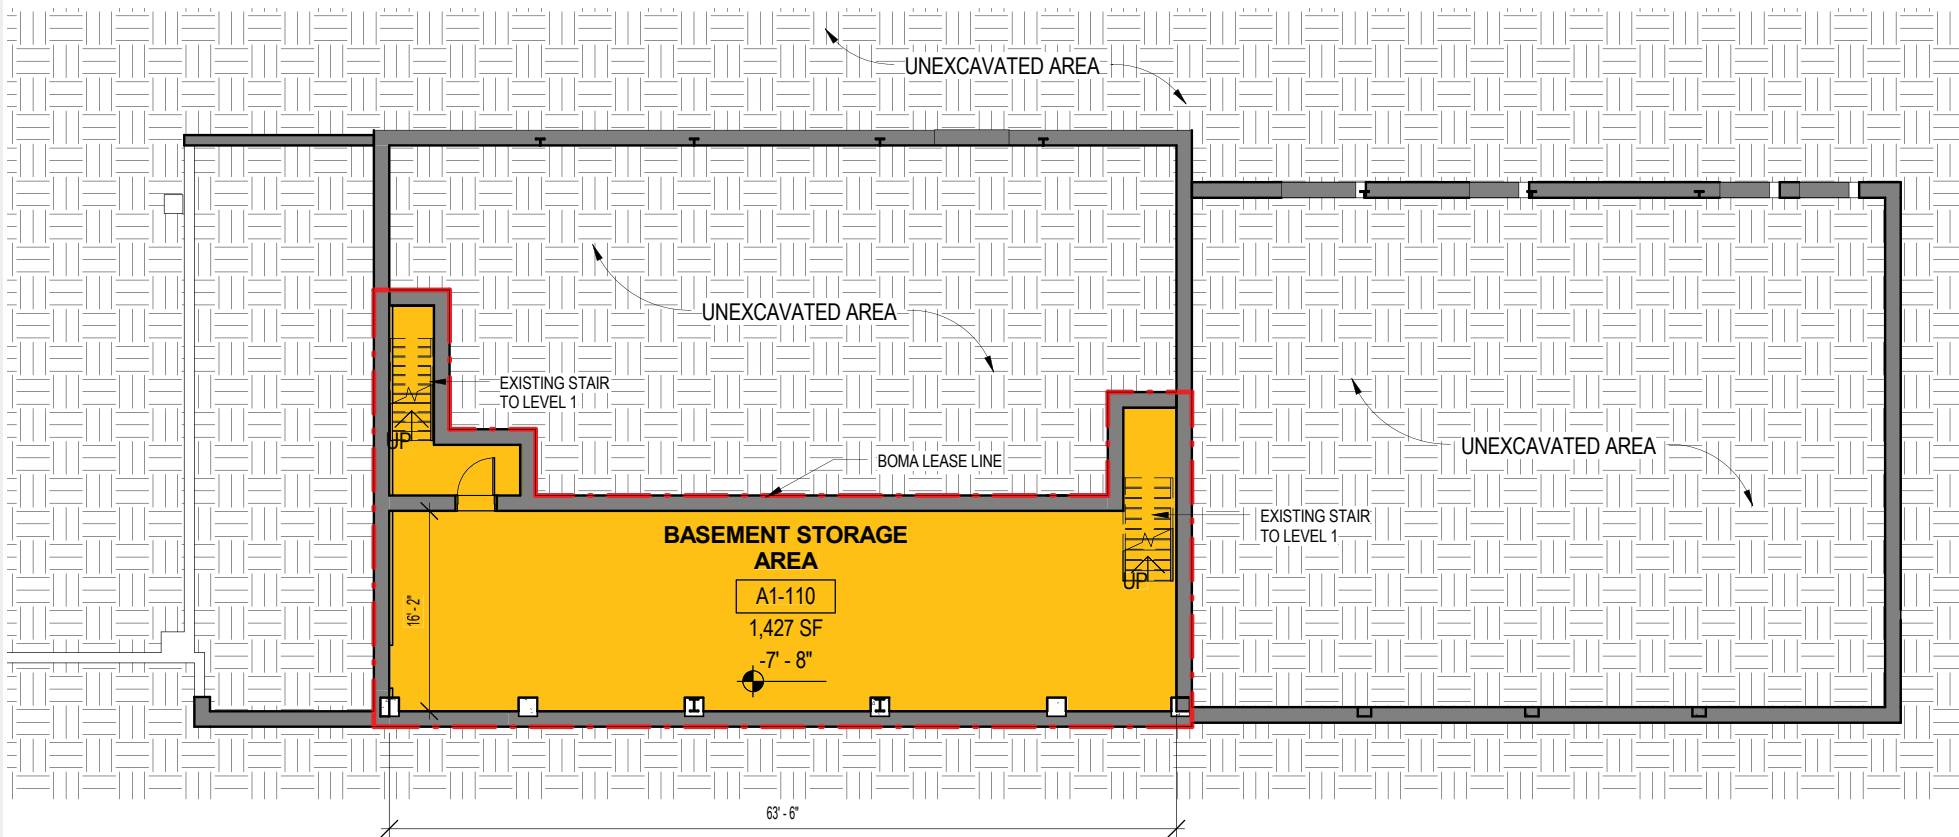 UNEXCAVATED AREA
UNEXCAVATED AREA
EXISTING STAIR
TO LEVEL 1
UP
UNEXCAVATED AREA
BOMA LEASE LINE
EXISTING STAIR
TO LEVEL 1
BASEMENT STORAGE
AREA
UP
A1-110
16' - 2"
1,427 SF
-7' - 8"
63' - 6"